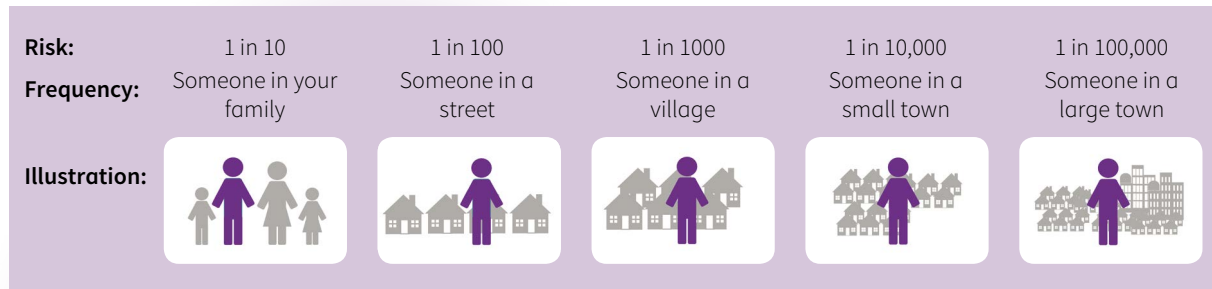 Risk: 1 in 10 1 in 100 1 in 1000 1 in 10,000 1 in 100,000
Frequency: Someone in your family Someone in a street Someone in a village Someone in a small town Someone in a large town
Illustration: